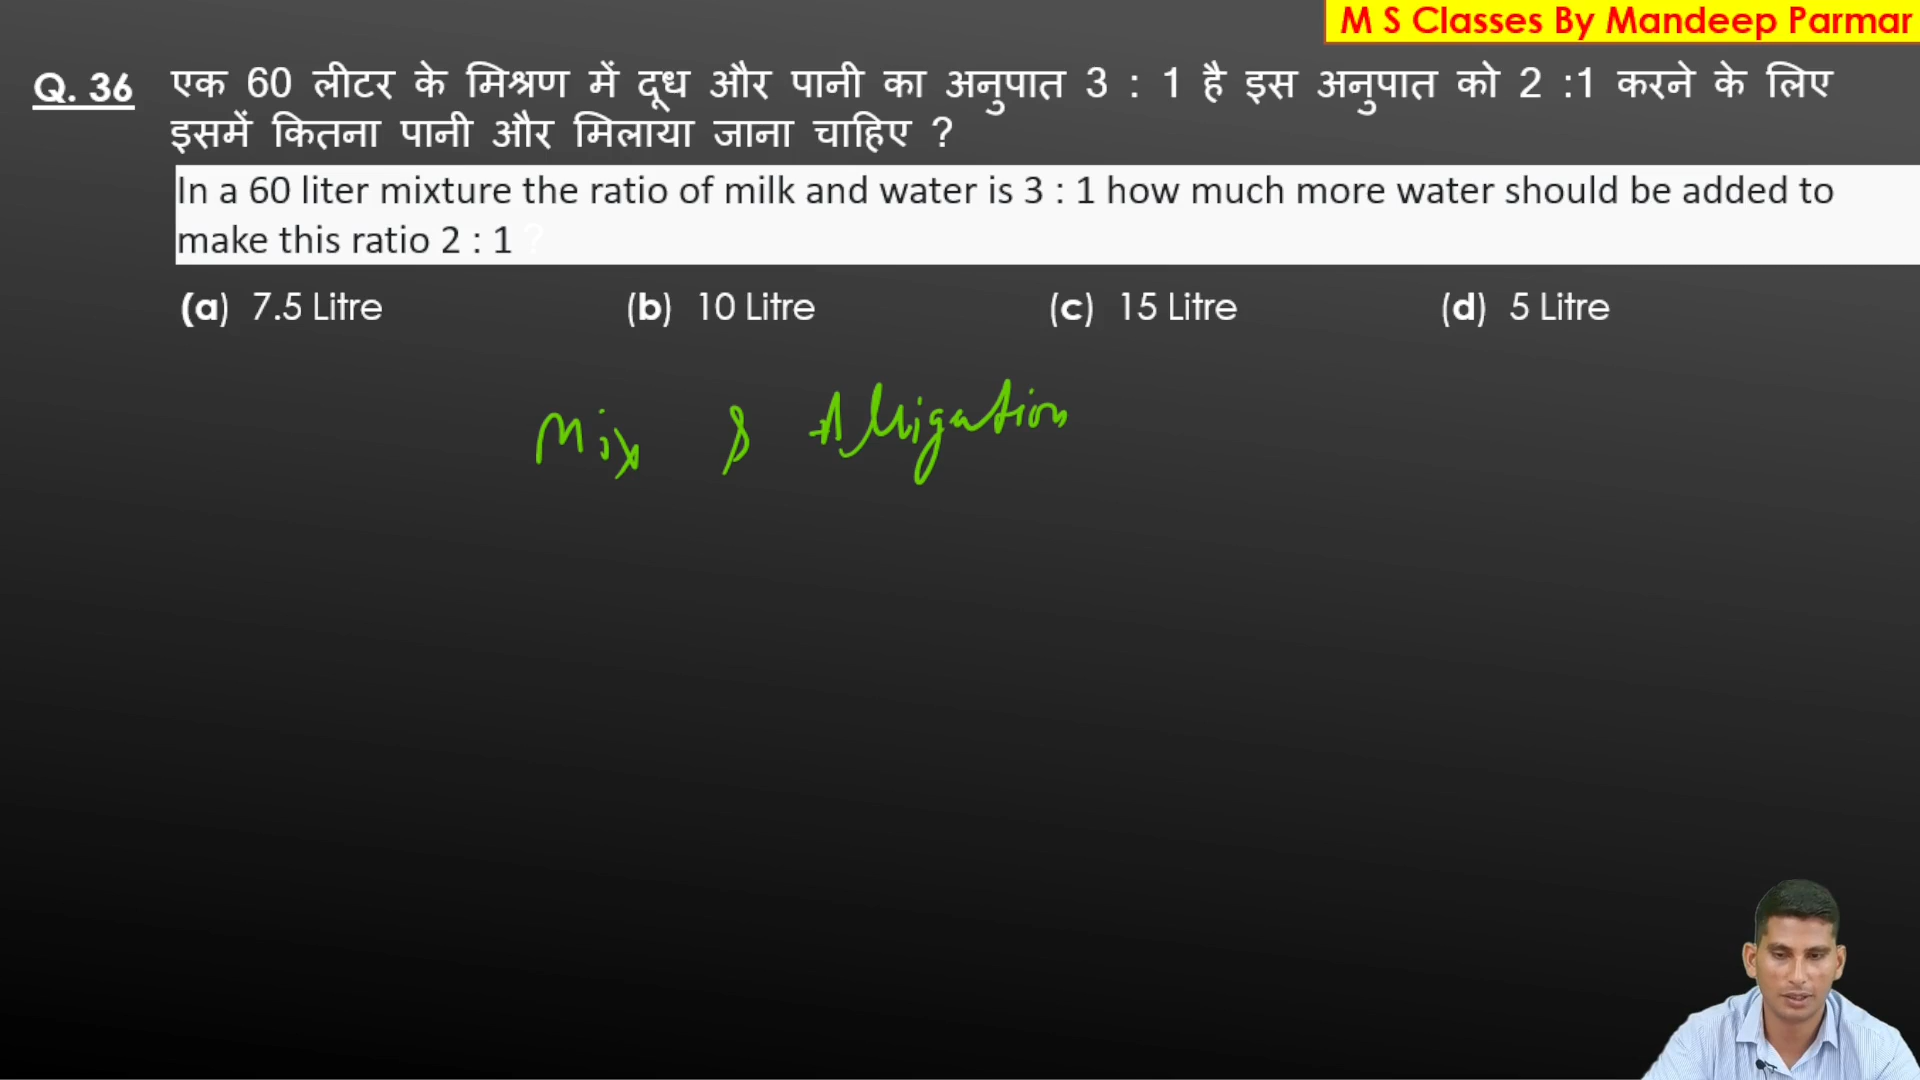 M S Classes By Mandeep Parmar
Q. 36 एक 60 लीटर के मिश्रण में दूध और पानी का अनुपात 3 : 1 है इस अनुपात को 2 :1 करने के लिए
इसमें कितना पानी और मिलाया जाना चाहिए ?
In a 60 liter mixture the ratio of milk and water is 3 : 1 how much more water should be added to
make this ratio 2 : 1 ?
(a) 7.5 Litre (b) 10 Litre (c) 15 Litre (d) 5 Litre
Mix & Alligation